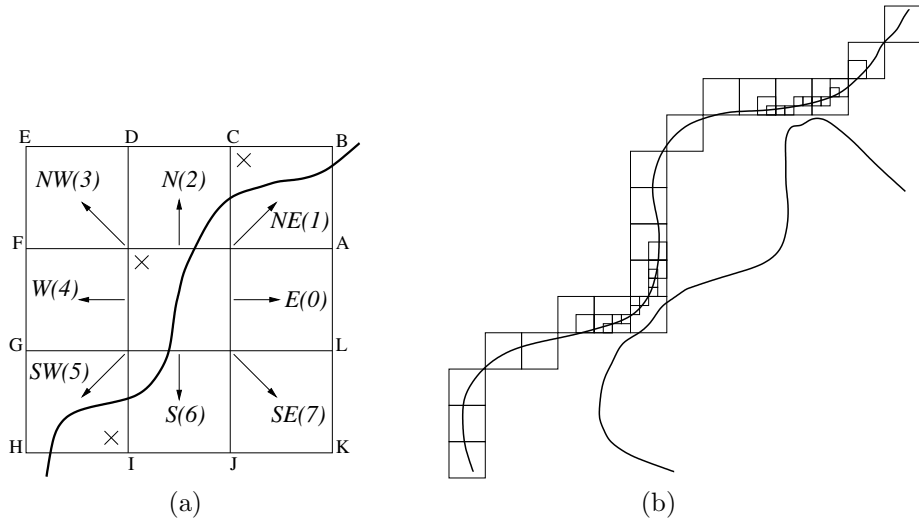 E D C B
NW(3) N(2) NE(1)
F A
W(4) E(0)
G L
SW(5) S(6) SE(7)
H I J K
(a) (b)